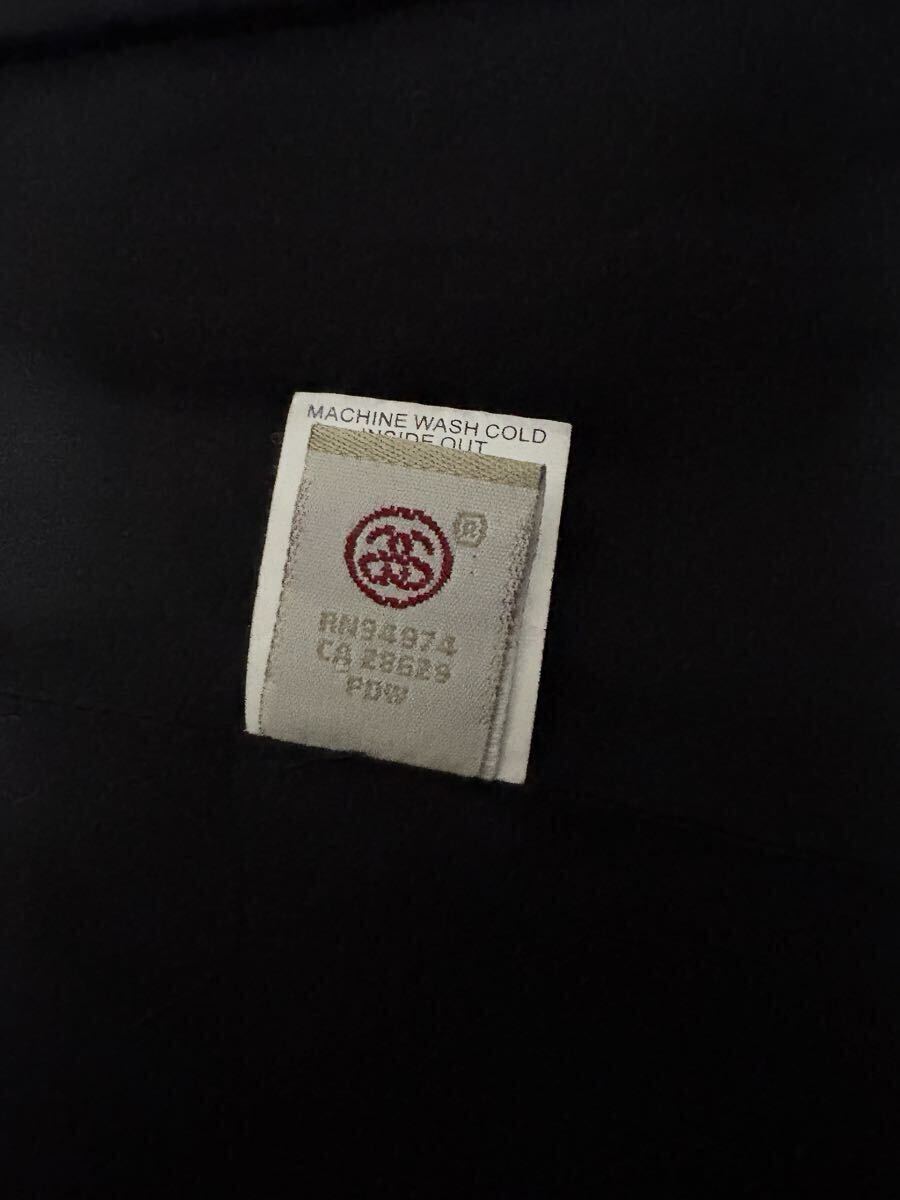 MACHINE WASH COLD
INSIDE OUT
®
RN94974
CA 28629
PDW